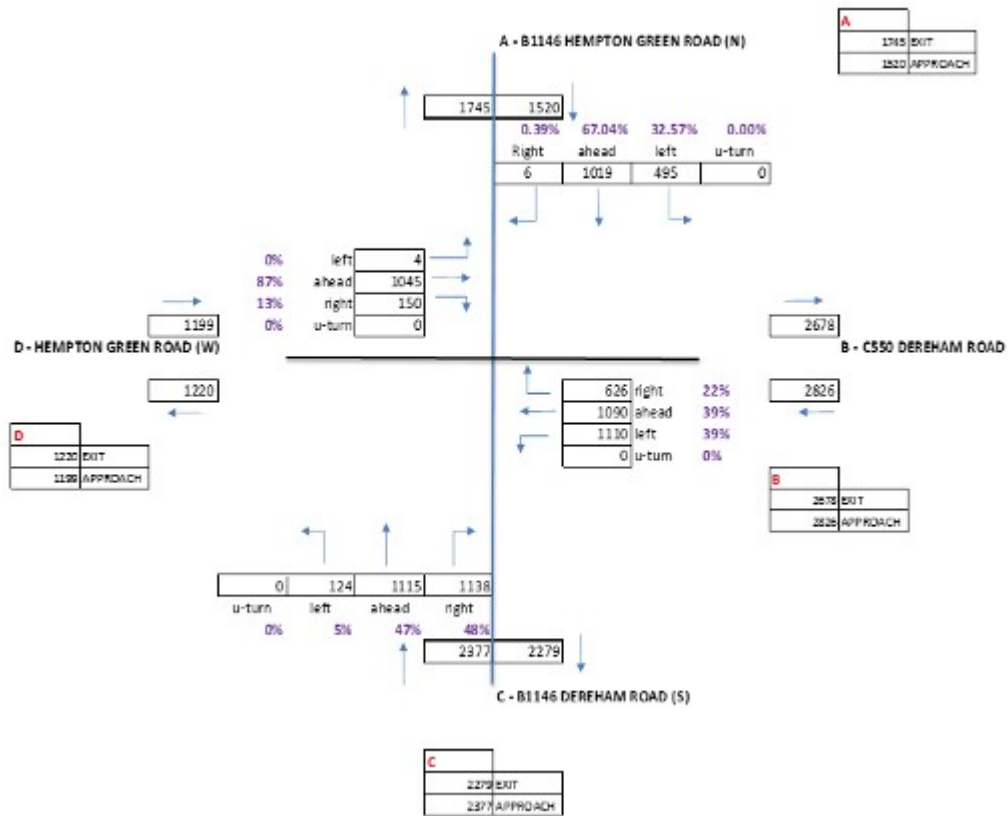 A - B1146 HEMPTON GREEN ROAD (N)
A
1745 EXIT
1520 APPROACH
1745 1520
0.39% 67.04% 32.57% 0.00%
Right ahead left u-turn
6 1019 495 0
0% left 4
87% ahead 1045
13% right 150
0% u-turn 0
1199
2678
D - HEMPTON GREEN ROAD (W)
B - C550 DEREHAM ROAD
1220
2826
626 right 22%
1090 ahead 39%
1110 left 39%
0 u-turn 0%
D
1220 EXIT
1199 APPROACH
B
2678 EXIT
2826 APPROACH
0 124 1115 1138
u-turn left ahead right
0% 5% 47% 48%
2377 2279
C - B1146 DEREHAM ROAD (S)
C
2279 EXIT
2377 APPROACH